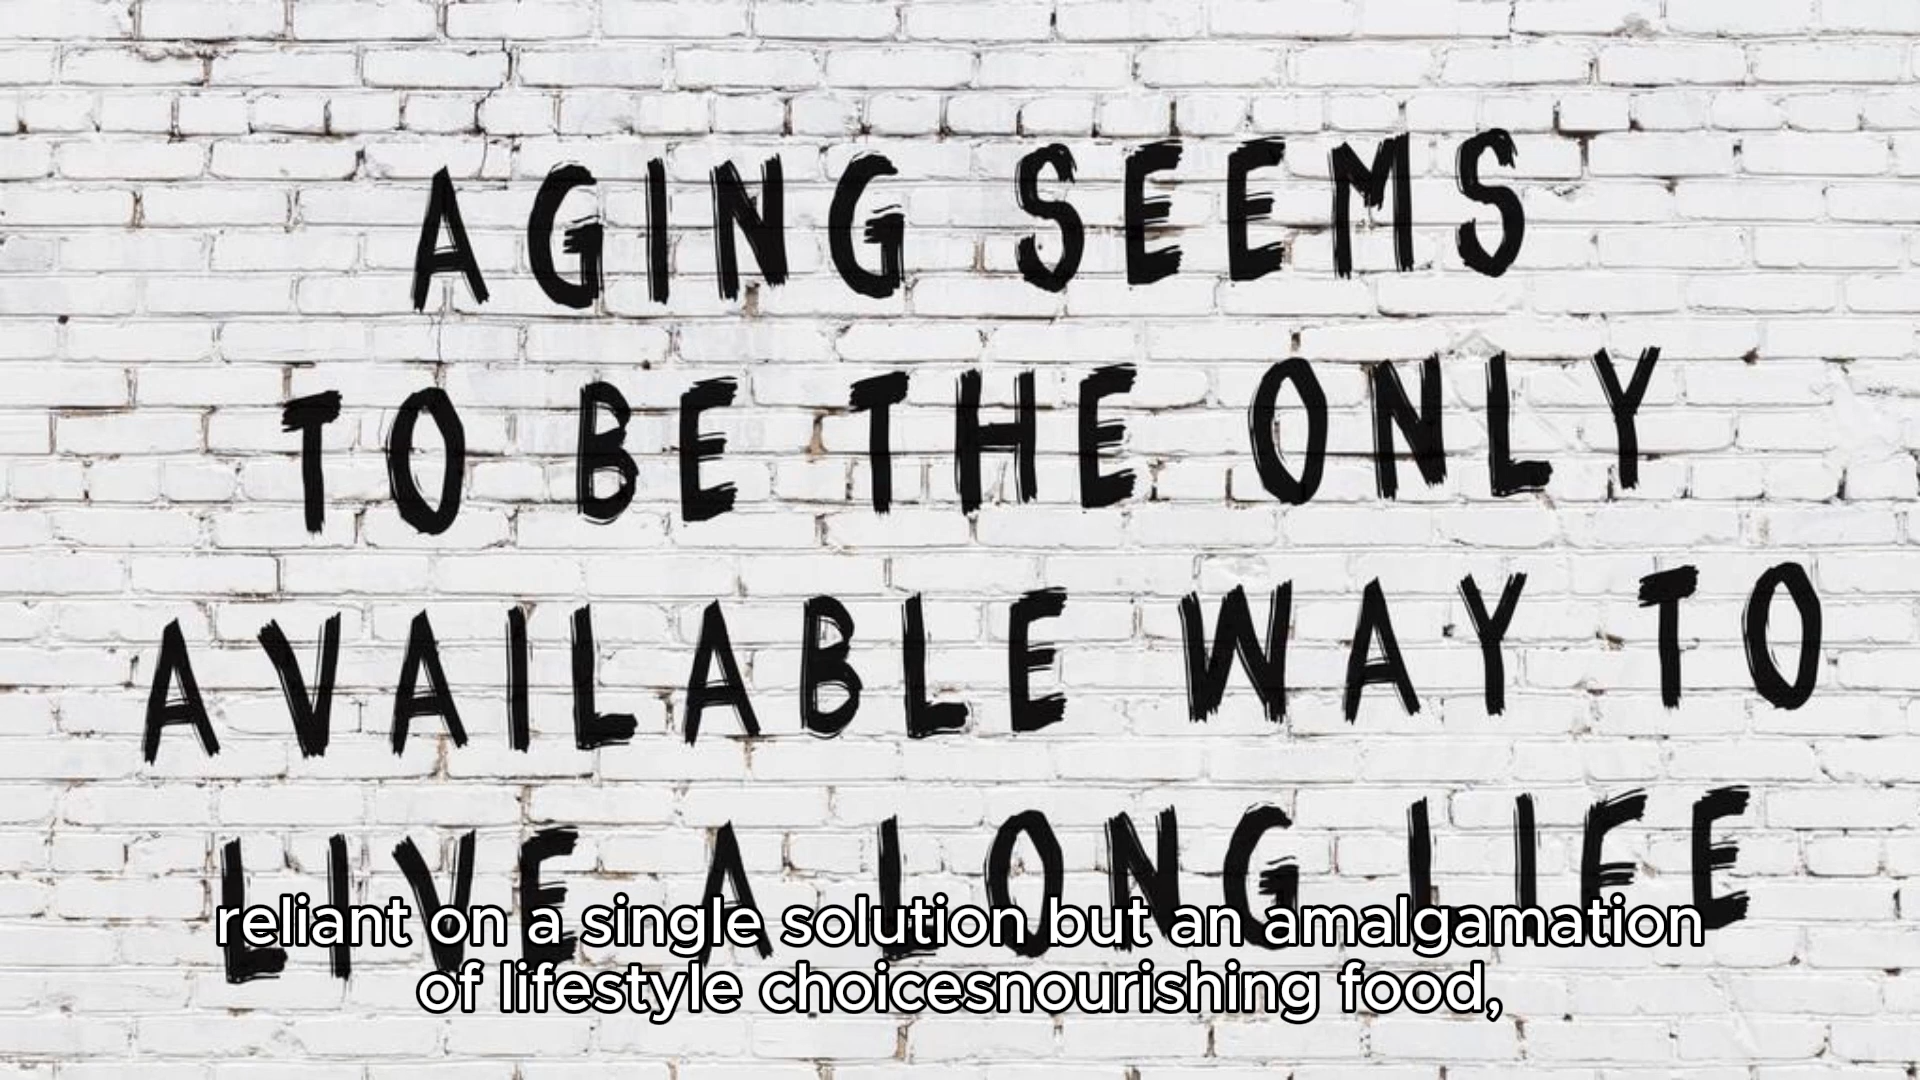 AGING SEEMS
TO BE THE ONLY
AVAILABLE WAY TO
LIVE A LONG LIFE
reliant on a single solution but an amalgamation
of lifestyle choicesnourishing food,